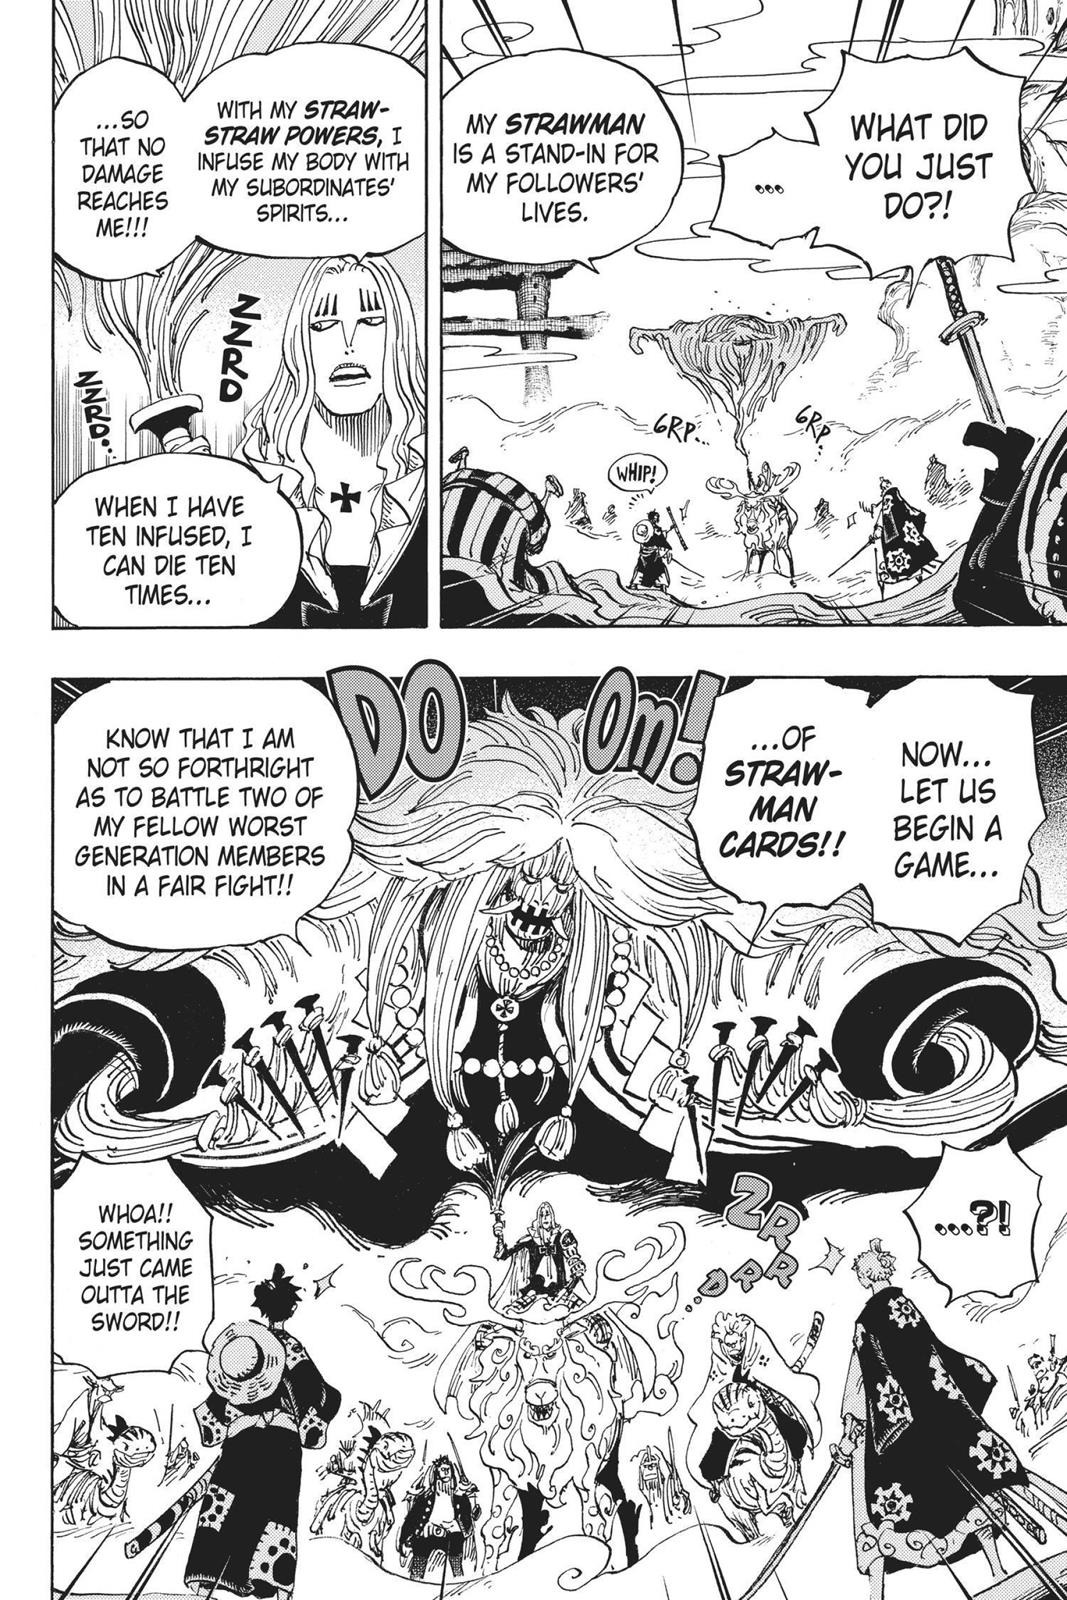 WHAT DID
YOU JUST
DO?!
...
MY STRAWMAN
IS A STAND-IN FOR
MY FOLLOWERS'
LIVES.
GRP...
GRP...
WHIP!
WITH MY STRAW-
STRAW POWERS, I
INFUSE MY BODY WITH
MY SUBORDINATES'
SPIRITS...
...SO
THAT NO
DAMAGE
REACHES
ME!!!
ZZRD
ZZRD...
WHEN I HAVE
TEN INFUSED, I
CAN DIE TEN
TIMES...
NOW...
LET US
BEGIN A
GAME...
...OF
STRAW-
MAN
CARDS!!
DOOM!
KNOW THAT I AM
NOT SO FORTHRIGHT
AS TO BATTLE TWO OF
MY FELLOW WORST
GENERATION MEMBERS
IN A FAIR FIGHT!!
...?!
ZRR
DRR...
WHOA!!
SOMETHING
JUST CAME
OUTTA THE
SWORD!!